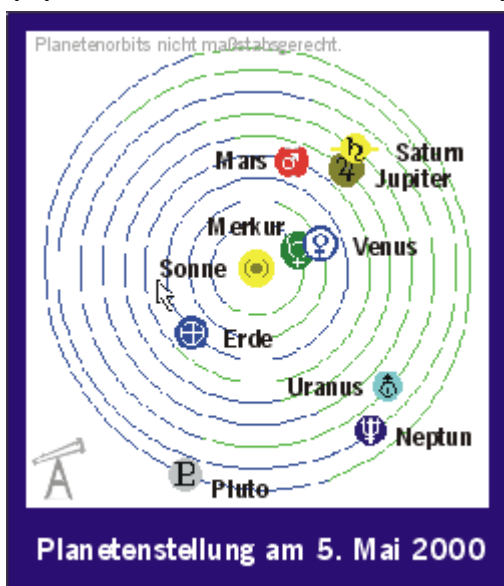 Planetenorbits nicht maßstabsgerecht.
Mars
Saturn
Jupiter
Merkur
Venus
Sonne
Erde
Uranus
Neptun
Pluto
Planetenstellung am 5. Mai 2000